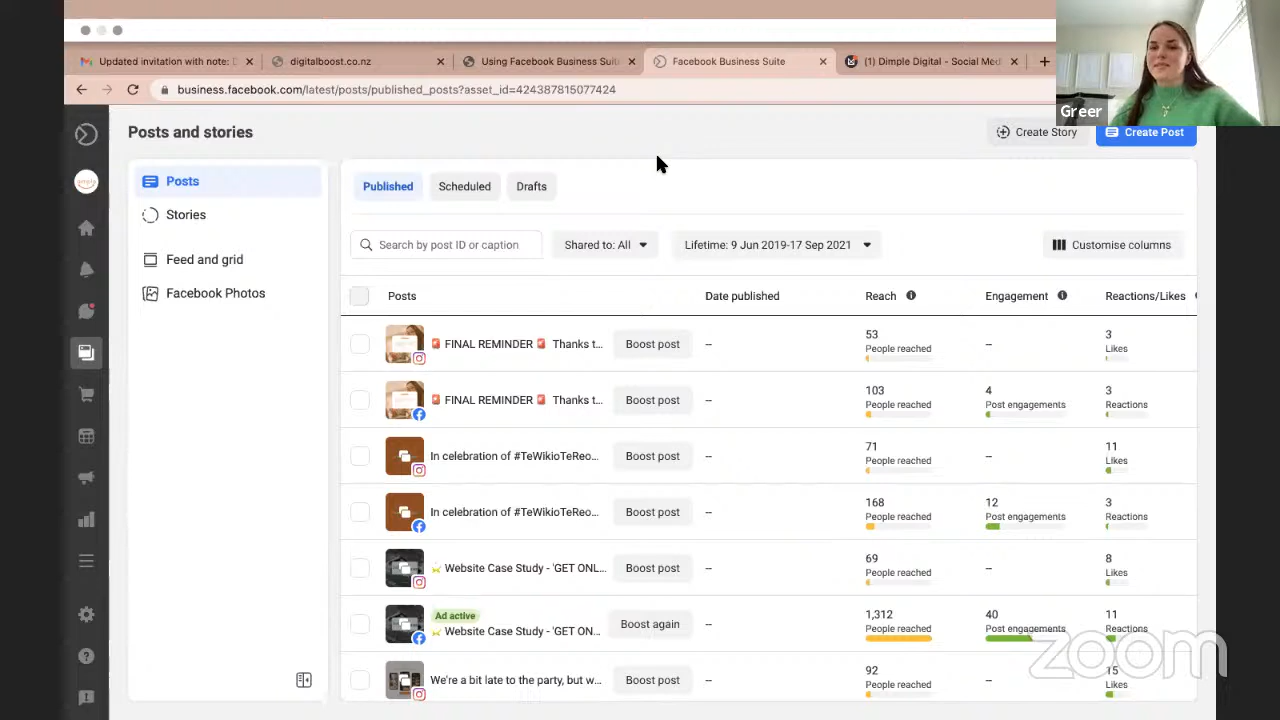 Updated invitation with note: D
digitalboost.co.nz
Using Facebook Business Suit
Facebook Business Suite
(1) Dimple Digital - Social Med
business.facebook.com/latest/posts/published_posts?asset_id=424387815077424
Greer
Posts and stories
Create Story
Create Post
Posts
Stories
Feed and grid
Facebook Photos
Published
Scheduled
Drafts
Search by post ID or caption
Shared to: All
Lifetime: 9 Jun 2019-17 Sep 2021
Customise columns
Posts
Date published
Reach
Engagement
Reactions/Likes
🚨 FINAL REMINDER 🚨 Thanks t...
Boost post
--
53
People reached
--
3
Likes
🚨 FINAL REMINDER 🚨 Thanks t...
Boost post
--
103
People reached
4
Post engagements
3
Reactions
In celebration of #TeWikioTeReo...
Boost post
--
71
People reached
--
11
Likes
In celebration of #TeWikioTeReo...
Boost post
--
168
People reached
12
Post engagements
3
Reactions
Website Case Study - 'GET ONL...
Boost post
--
69
People reached
--
8
Likes
Ad active
Website Case Study - 'GET ON...
Boost again
--
1,312
People reached
40
Post engagements
11
Reactions
We're a bit late to the party, but w...
Boost post
--
92
People reached
--
15
Likes
zoom